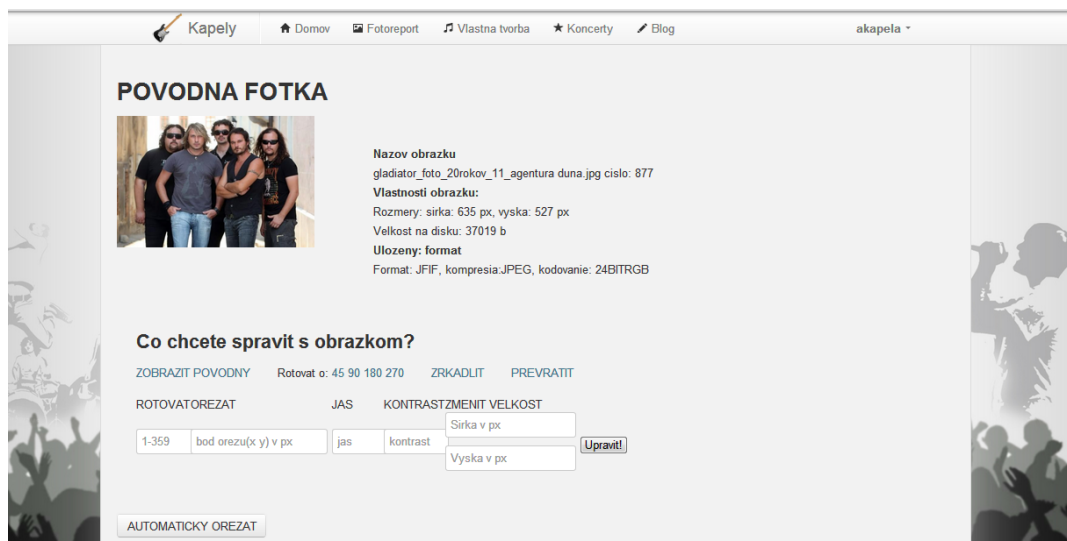 Kapely Domov Fotoreport Vlastna tvorba Koncerty Blog akapela
POVODNA FOTKA
Nazov obrazku
gladiator_foto_20rokov_11_agentura duna.jpg cislo: 877
Vlastnosti obrazku:
Rozmery: sirka: 635 px, vyska: 527 px
Velkost na disku: 37019 b
Ulozeny: format
Format: JFIF, kompresia:JPEG, kodovanie: 24BITRGB
Co chcete spravit s obrazkom?
ZOBRAZIT POVODNY Rotovat o: 45 90 180 270 ZRKADLIT PREVRATIT
ROTOVATOREZAT JAS KONTRASTZMENIT VELKOST
Sirka v px
1-359 bod orezu(x y) v px jas kontrast Upravit!
Vyska v px
AUTOMATICKY OREZAT